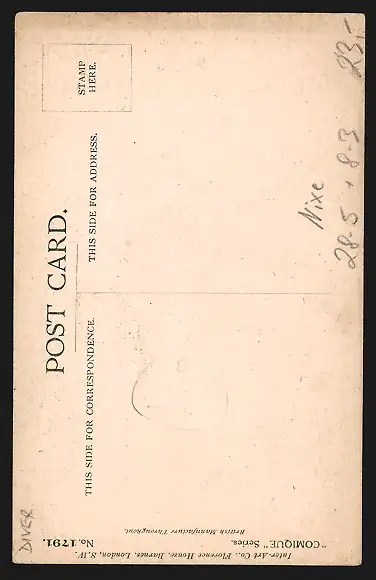 POST CARD.
STAMP
HERE.
THIS SIDE FOR CORRESPONDENCE.
THIS SIDE FOR ADDRESS.
"COMIQUE" Series.
Inter-Art Co., Florence House, Barnes, London, S.W.
British Manufacture Throughout.
No. 1791.
DIVER
Nixe
28-5 + 8-3
23,-